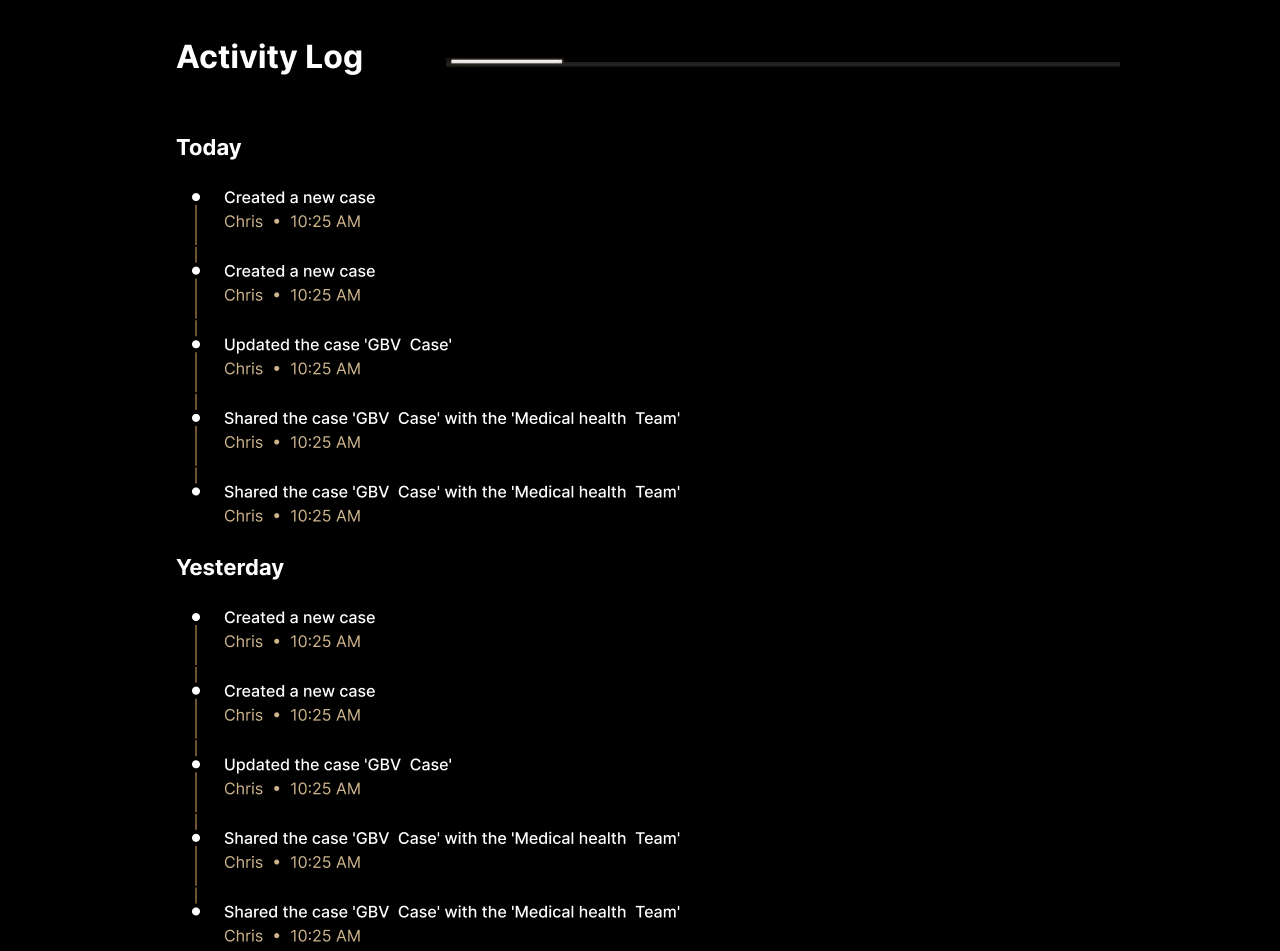 Activity Log
Today
Created a new case
Chris • 10:25 AM
Created a new case
Chris • 10:25 AM
Updated the case 'GBV  Case'
Chris • 10:25 AM
Shared the case 'GBV  Case' with the 'Medical health  Team'
Chris • 10:25 AM
Shared the case 'GBV  Case' with the 'Medical health  Team'
Chris • 10:25 AM
Yesterday
Created a new case
Chris • 10:25 AM
Created a new case
Chris • 10:25 AM
Updated the case 'GBV  Case'
Chris • 10:25 AM
Shared the case 'GBV  Case' with the 'Medical health  Team'
Chris • 10:25 AM
Shared the case 'GBV  Case' with the 'Medical health  Team'
Chris • 10:25 AM